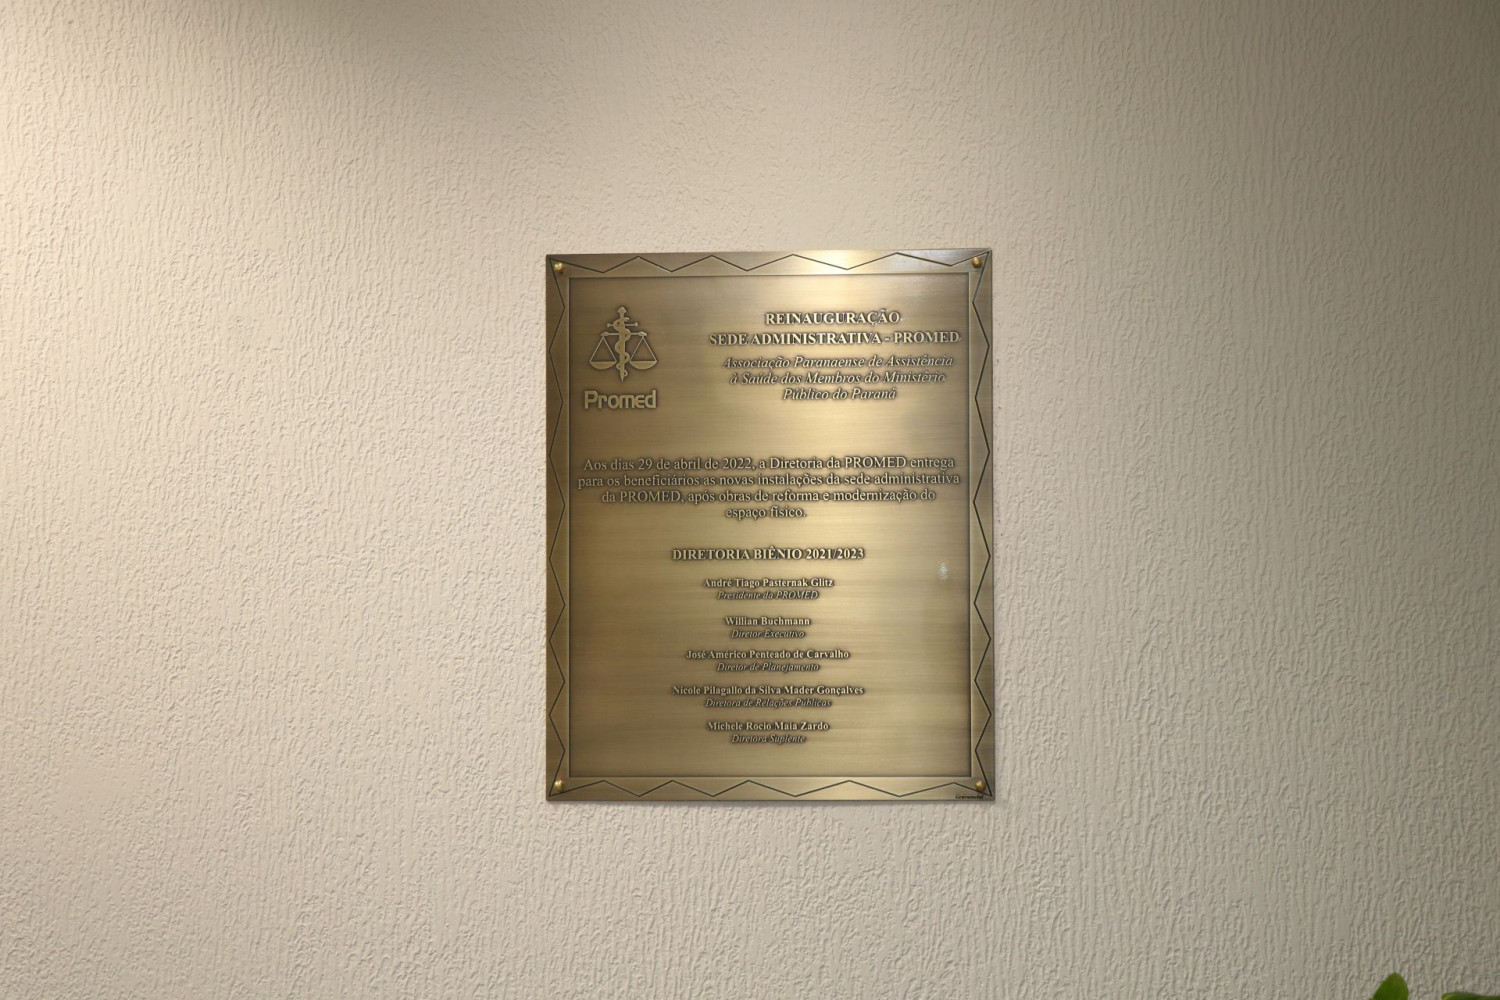 Promed
REINAUGURAÇÃO
SEDE ADMINISTRATIVA - PROMED
Associação Paranaense de Assistência
à Saúde dos Membros do Ministério
Público do Paraná
Aos dias 29 de abril de 2022, a Diretoria da PROMED entrega
para os beneficiários as novas instalações da sede administrativa
da PROMED, após obras de reforma e modernização do
espaço físico.
DIRETORIA BIÊNIO 2021/2023
André Tiago Pasternak Glitz
Presidente da PROMED
Willian Buchmann
Diretor Executivo
José Américo Penteado de Carvalho
Diretor de Planejamento
Nicole Pilagallo da Silva Mader Gonçalves
Diretora de Relações Públicas
Michele Rocio Maia Zardo
Diretora Suplente